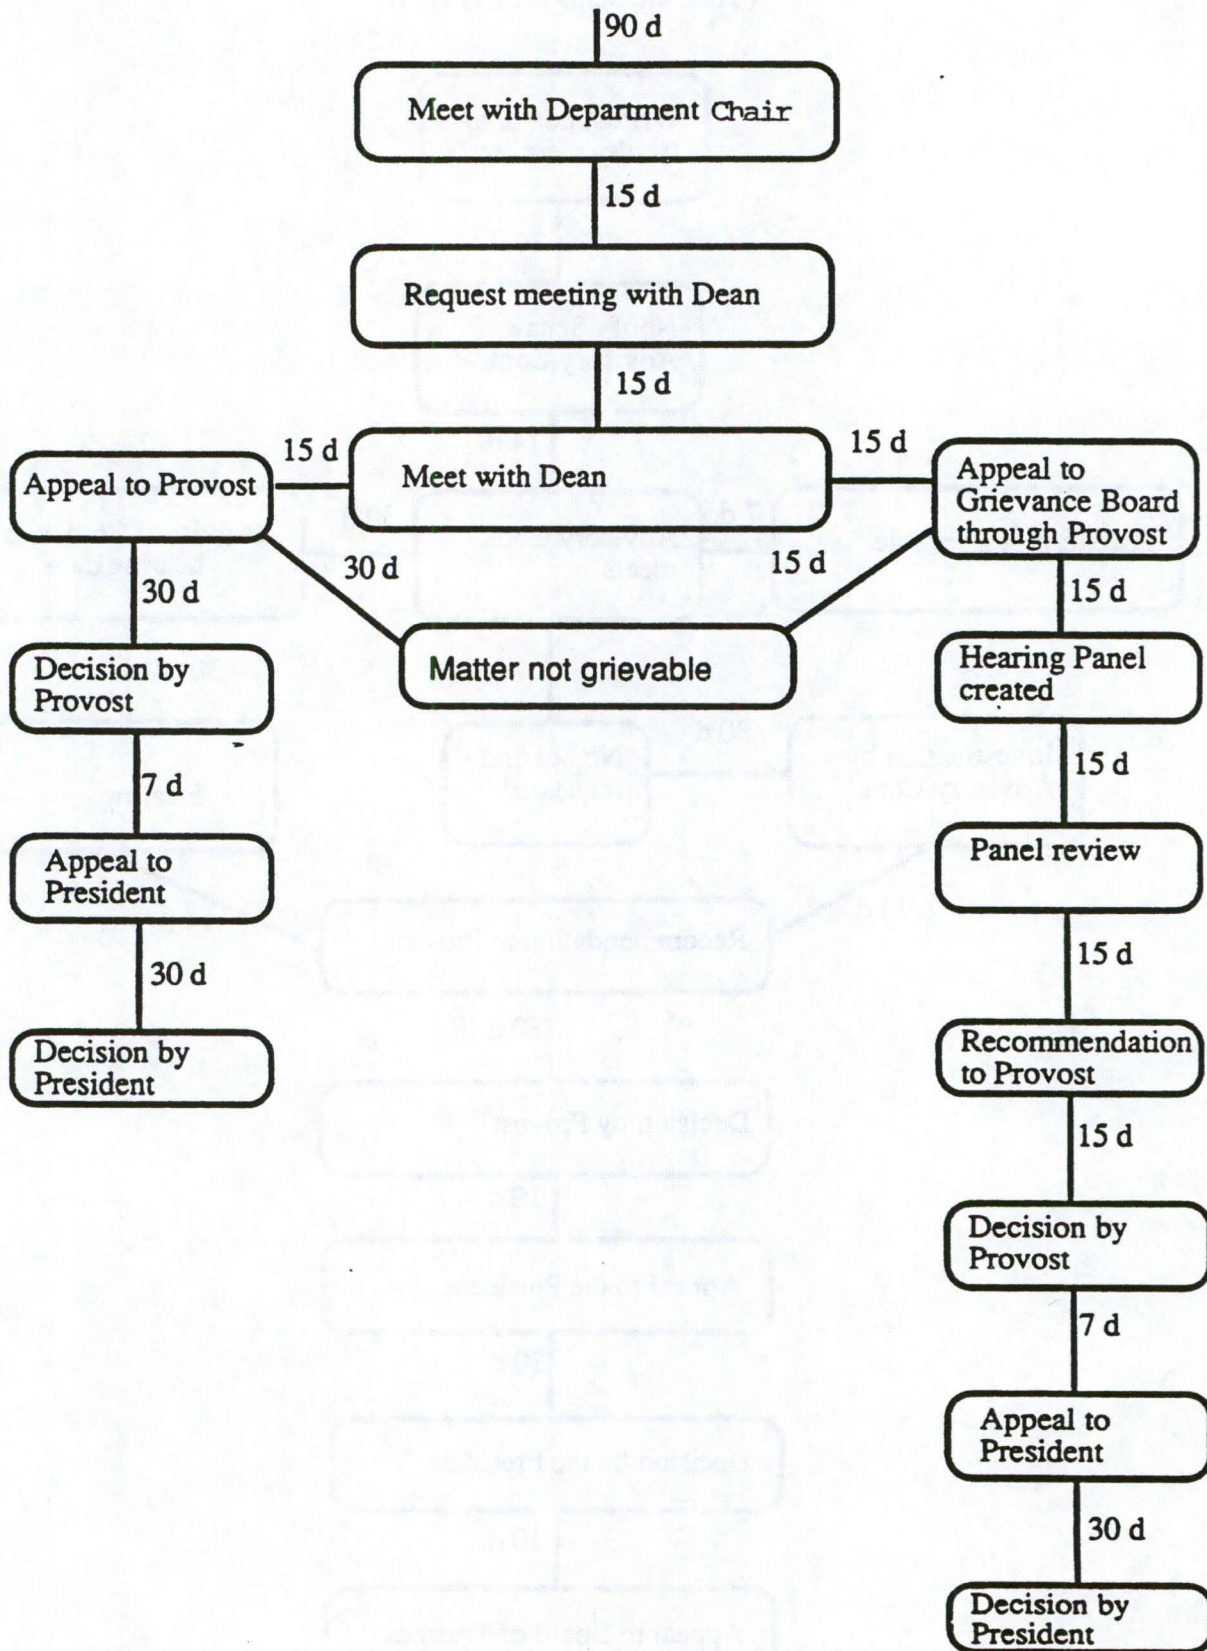 90 d
Meet with Department Chair
15 d
Request meeting with Dean
15 d
15 d
Meet with Dean
15 d
Appeal to Provost
Appeal to
Grievance Board
through Provost
30 d
30 d
15 d
15 d
Matter not grievable
Decision by
Provost
Hearing Panel
created
7 d
15 d
Appeal to
President
Panel review
30 d
15 d
Decision by
President
Recommendation
to Provost
15 d
Decision by
Provost
7 d
Appeal to
President
30 d
Decision by
President